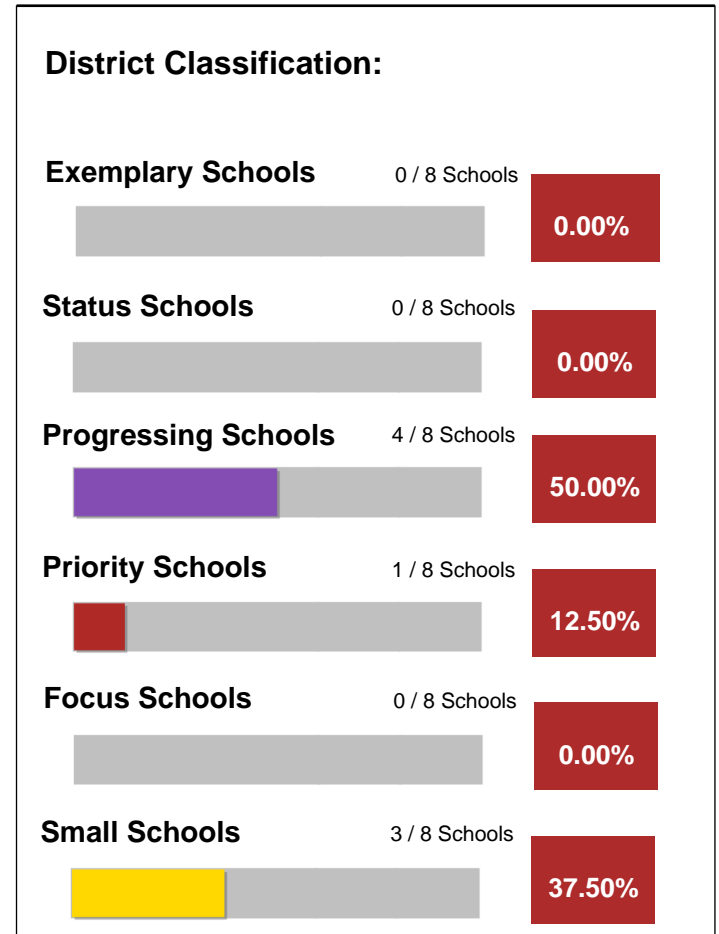 District Classification:
Exemplary Schools 0 / 8 Schools
0.00%
Status Schools 0 / 8 Schools
0.00%
Progressing Schools 4 / 8 Schools
50.00%
Priority Schools 1 / 8 Schools
12.50%
Focus Schools 0 / 8 Schools
0.00%
Small Schools 3 / 8 Schools
37.50%